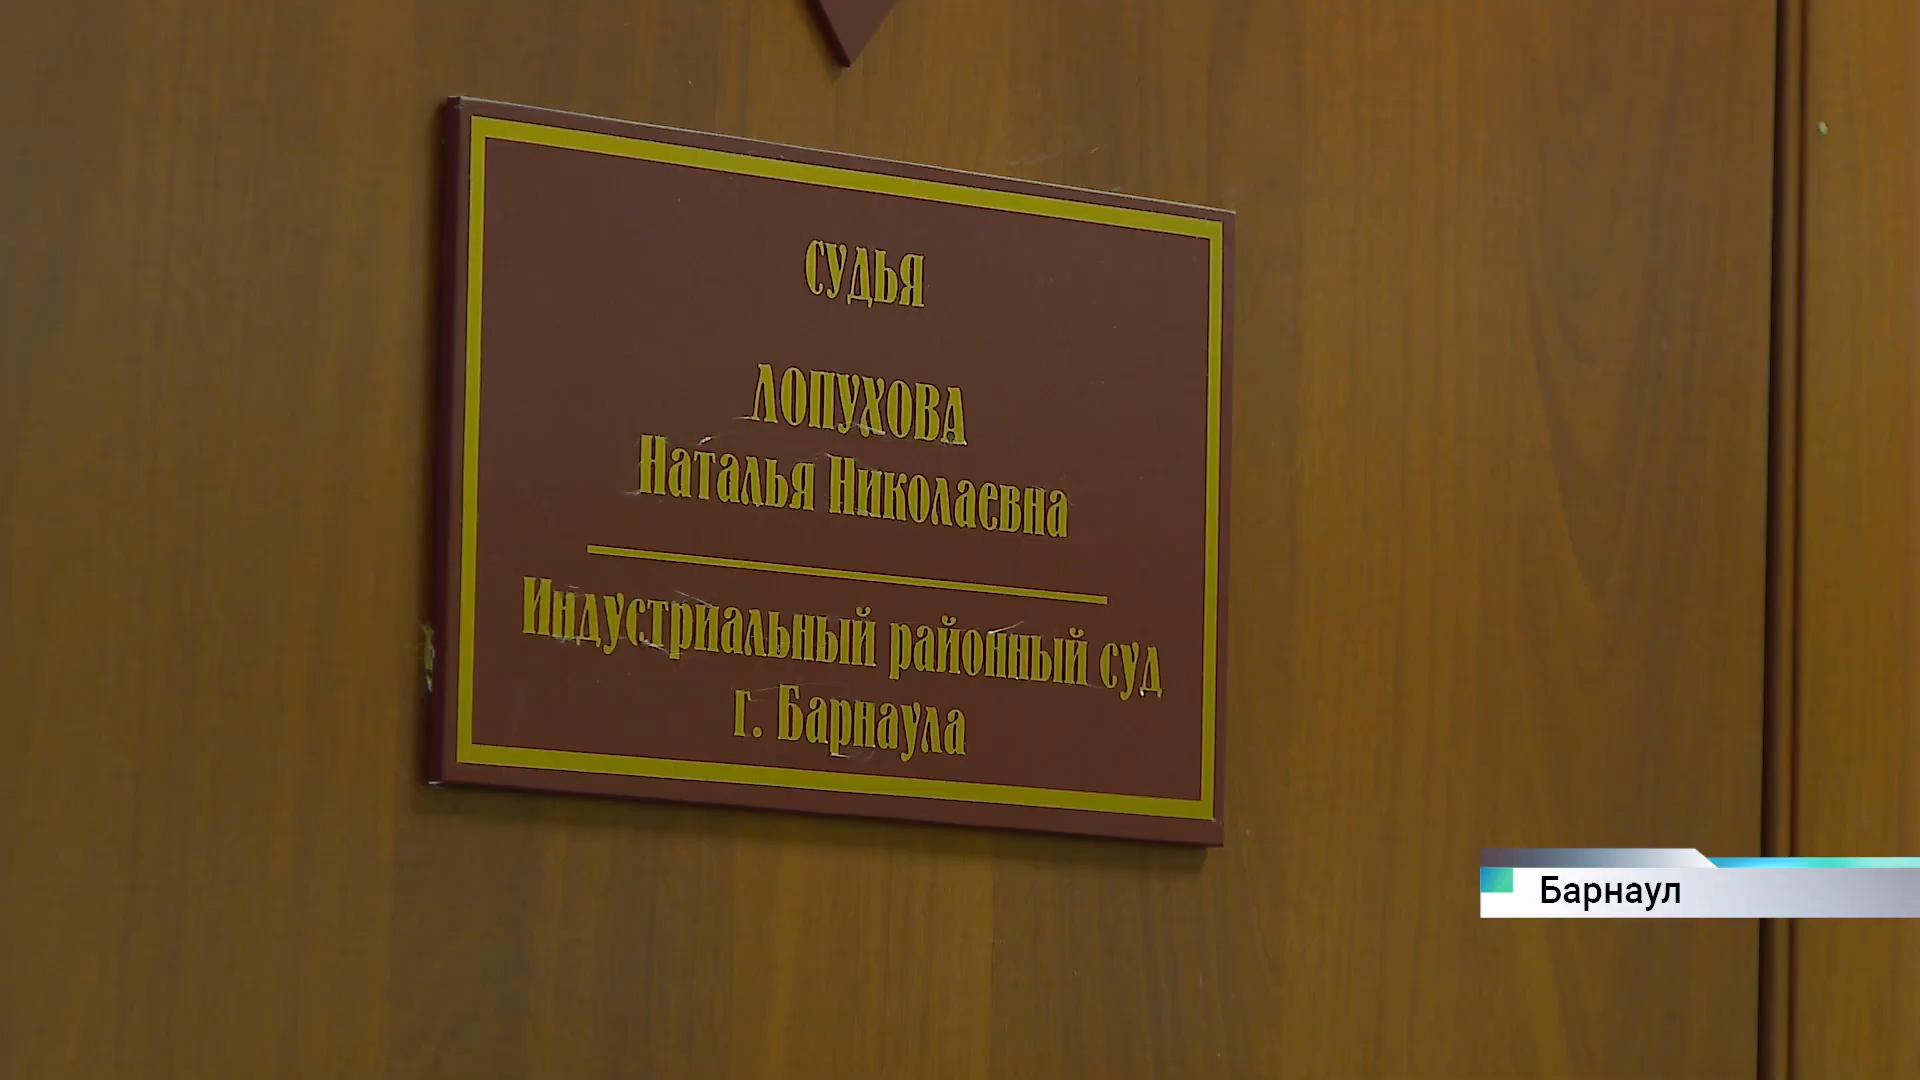 СУДЬЯ
ЛОПУХОВА
Наталья Николаевна
Индустриальный районный суд
г. Барнаула
Барнаул